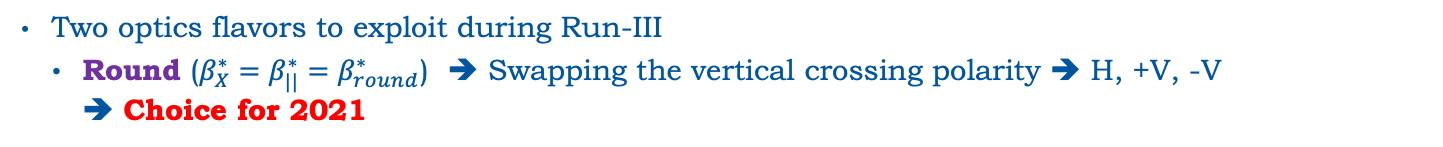 • Two optics flavors to exploit during Run-III
• Round (β*X = β*|| = β*round) ➔ Swapping the vertical crossing polarity ➔ H, +V, -V
➔ Choice for 2021